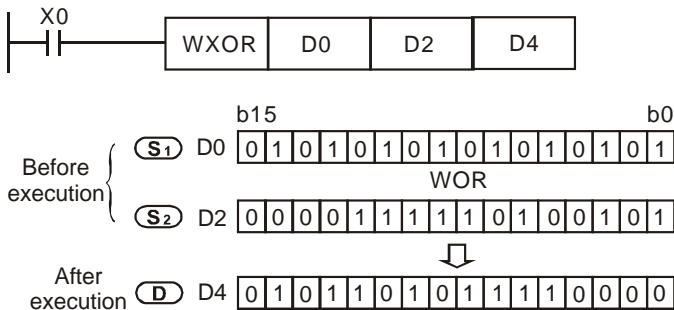 X0
WXOR D0 D2 D4
b15 b0
Before execution
S1 D0 0 1 0 1 0 1 0 1 0 1 0 1 0 1 0 1
WOR
S2 D2 0 0 0 0 1 1 1 1 1 0 1 0 0 1 0 1
After execution
D D4 0 1 0 1 1 0 1 0 1 1 1 1 0 0 0 0